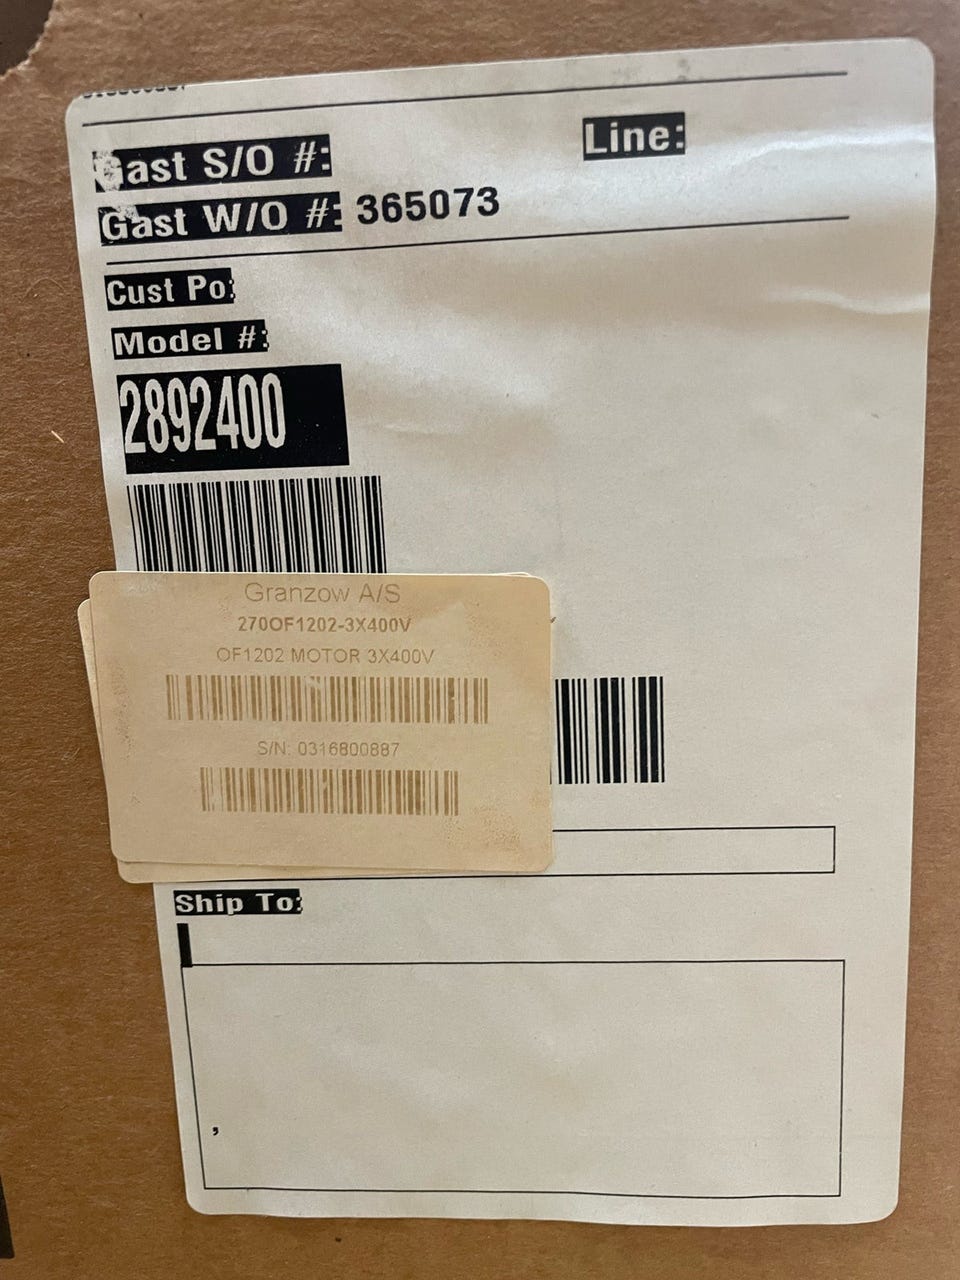 Gast S/O #:
Line:
Gast W/O #: 365073
Cust Po:
Model #:
2892400
Granzow A/S
270OF1202-3X400V
OF1202 MOTOR 3X400V
S/N: 0316800887
Ship To:
,